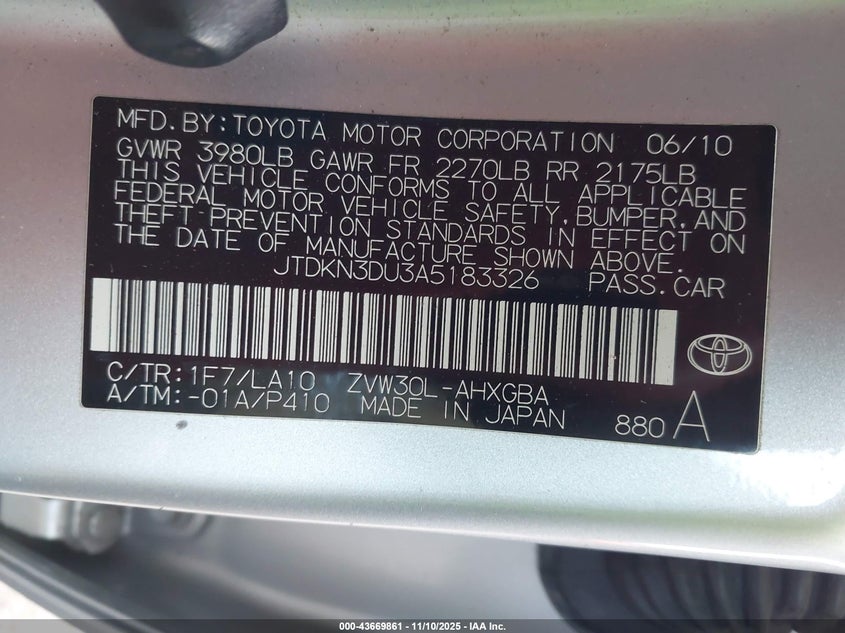 MFD.BY:TOYOTA MOTOR CORPORATION 06/10
GVWR 3980LB GAWR FR 2270LB RR 2175LB
THIS VEHICLE CONFORMS TO ALL APPLICABLE
FEDERAL MOTOR VEHICLE SAFETY,BUMPER,AND
THEFT PREVENTION STANDARDS IN EFFECT ON
THE DATE OF MANUFACTURE SHOWN ABOVE.
JTDKN3DU3A5183326 PASS.CAR
C/TR:1F7/LA10 ZVW30L-AHXGBA
A/TM:-01A/P410 MADE IN JAPAN
880 A
000-43669861 - 11/10/2025 - IAA Inc.